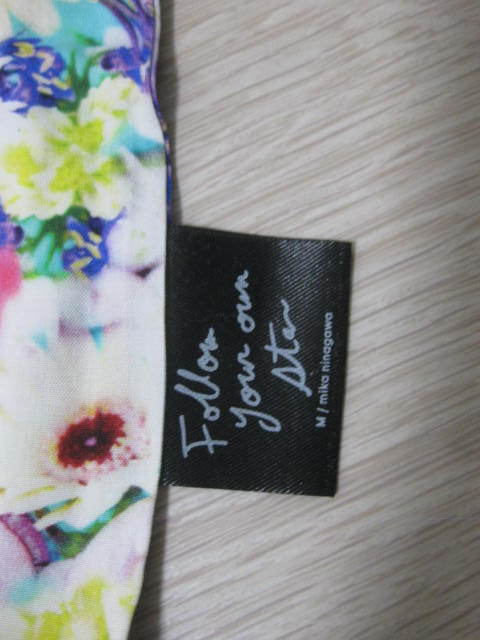 Follow
your own
star
M / mika ninagawa